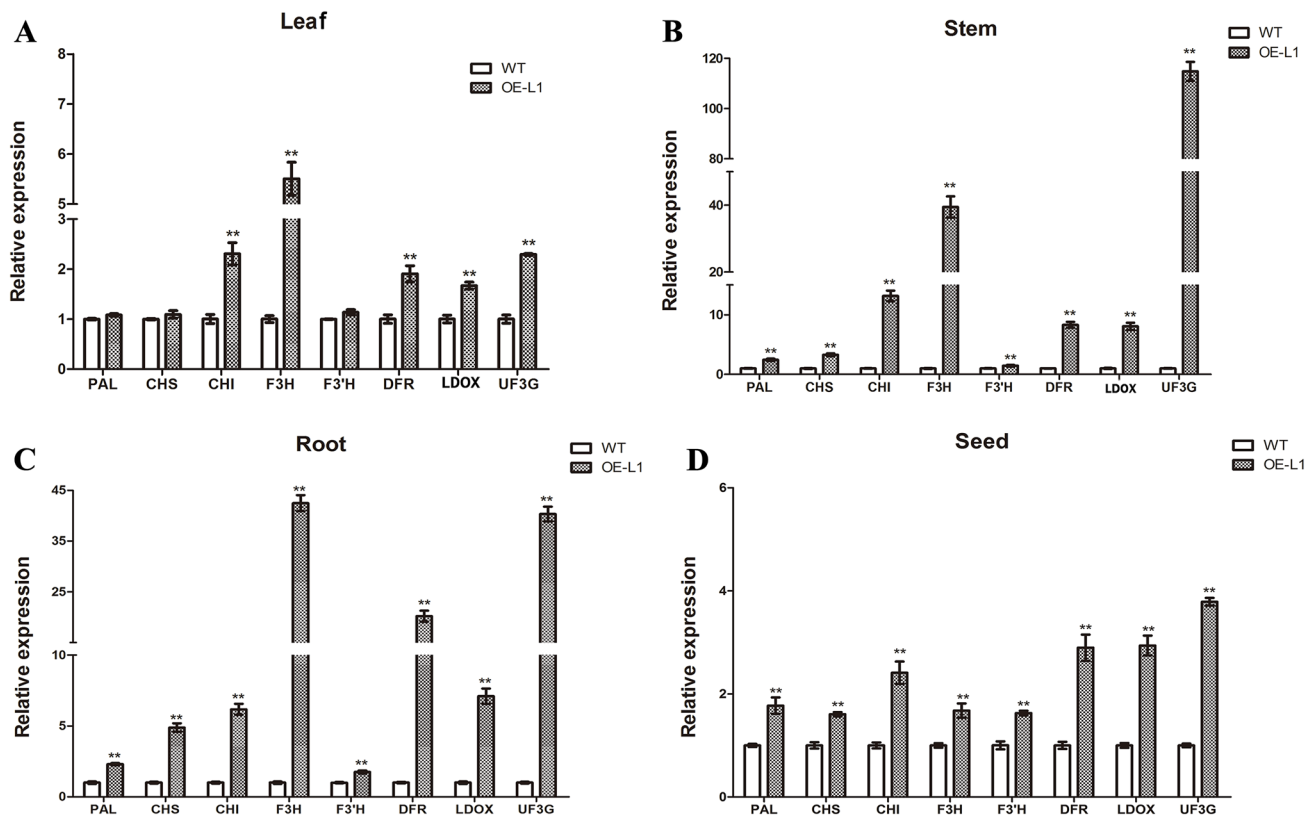 A
Leaf
WT
OE-L1
Relative expression
8
7
6
5
3
2
1
0
**
**
**
**
**
PAL CHS CHI F3H F3'H DFR LDOX UF3G
B
Stem
WT
OE-L1
Relative expression
120
100
80
40
20
10
0
**
**
**
**
**
**
**
**
PAL CHS CHI F3H F3'H DFR LDOX UF3G
C
Root
WT
OE-L1
Relative expression
45
35
25
10
5
0
**
**
**
**
**
**
**
**
PAL CHS CHI F3H F3'H DFR LDOX UF3G
D
Seed
WT
OE-L1
Relative expression
6
4
2
0
**
**
**
**
**
**
**
**
PAL CHS CHI F3H F3'H DFR LDOX UF3G